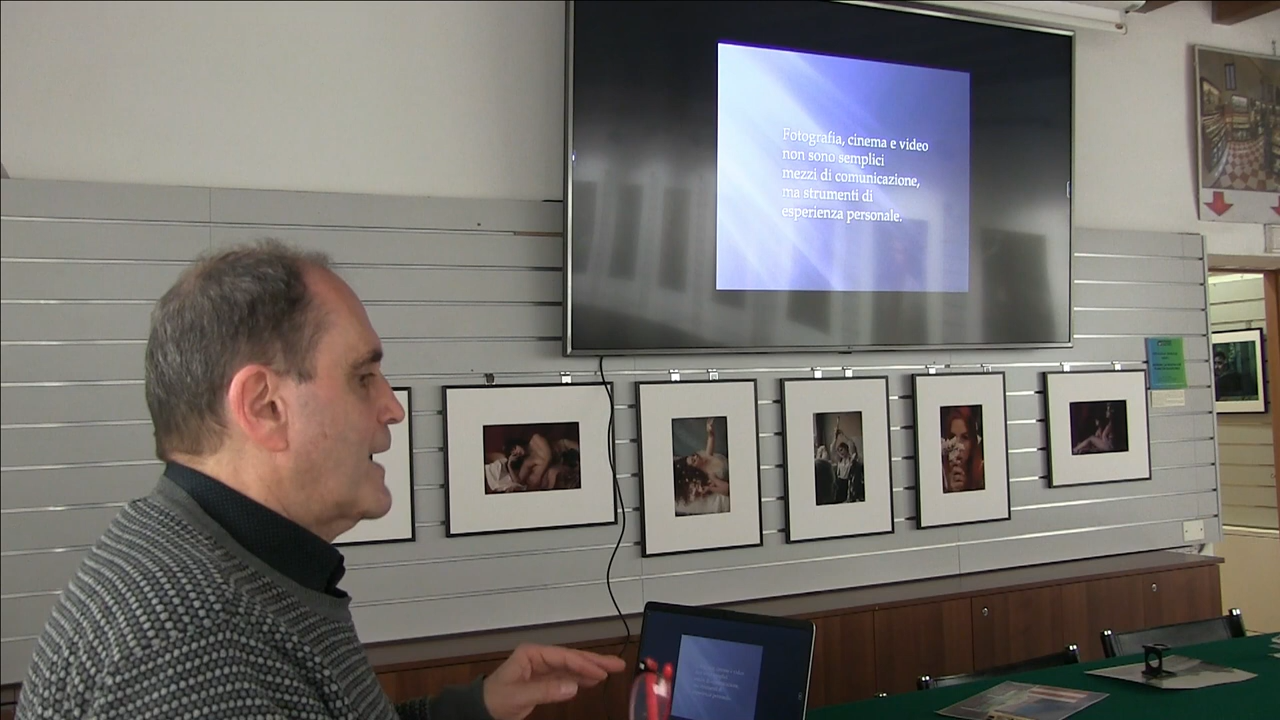 Fotografia, cinema e video
non sono semplici
mezzi di comunicazione,
ma strumenti di
esperienza personale.